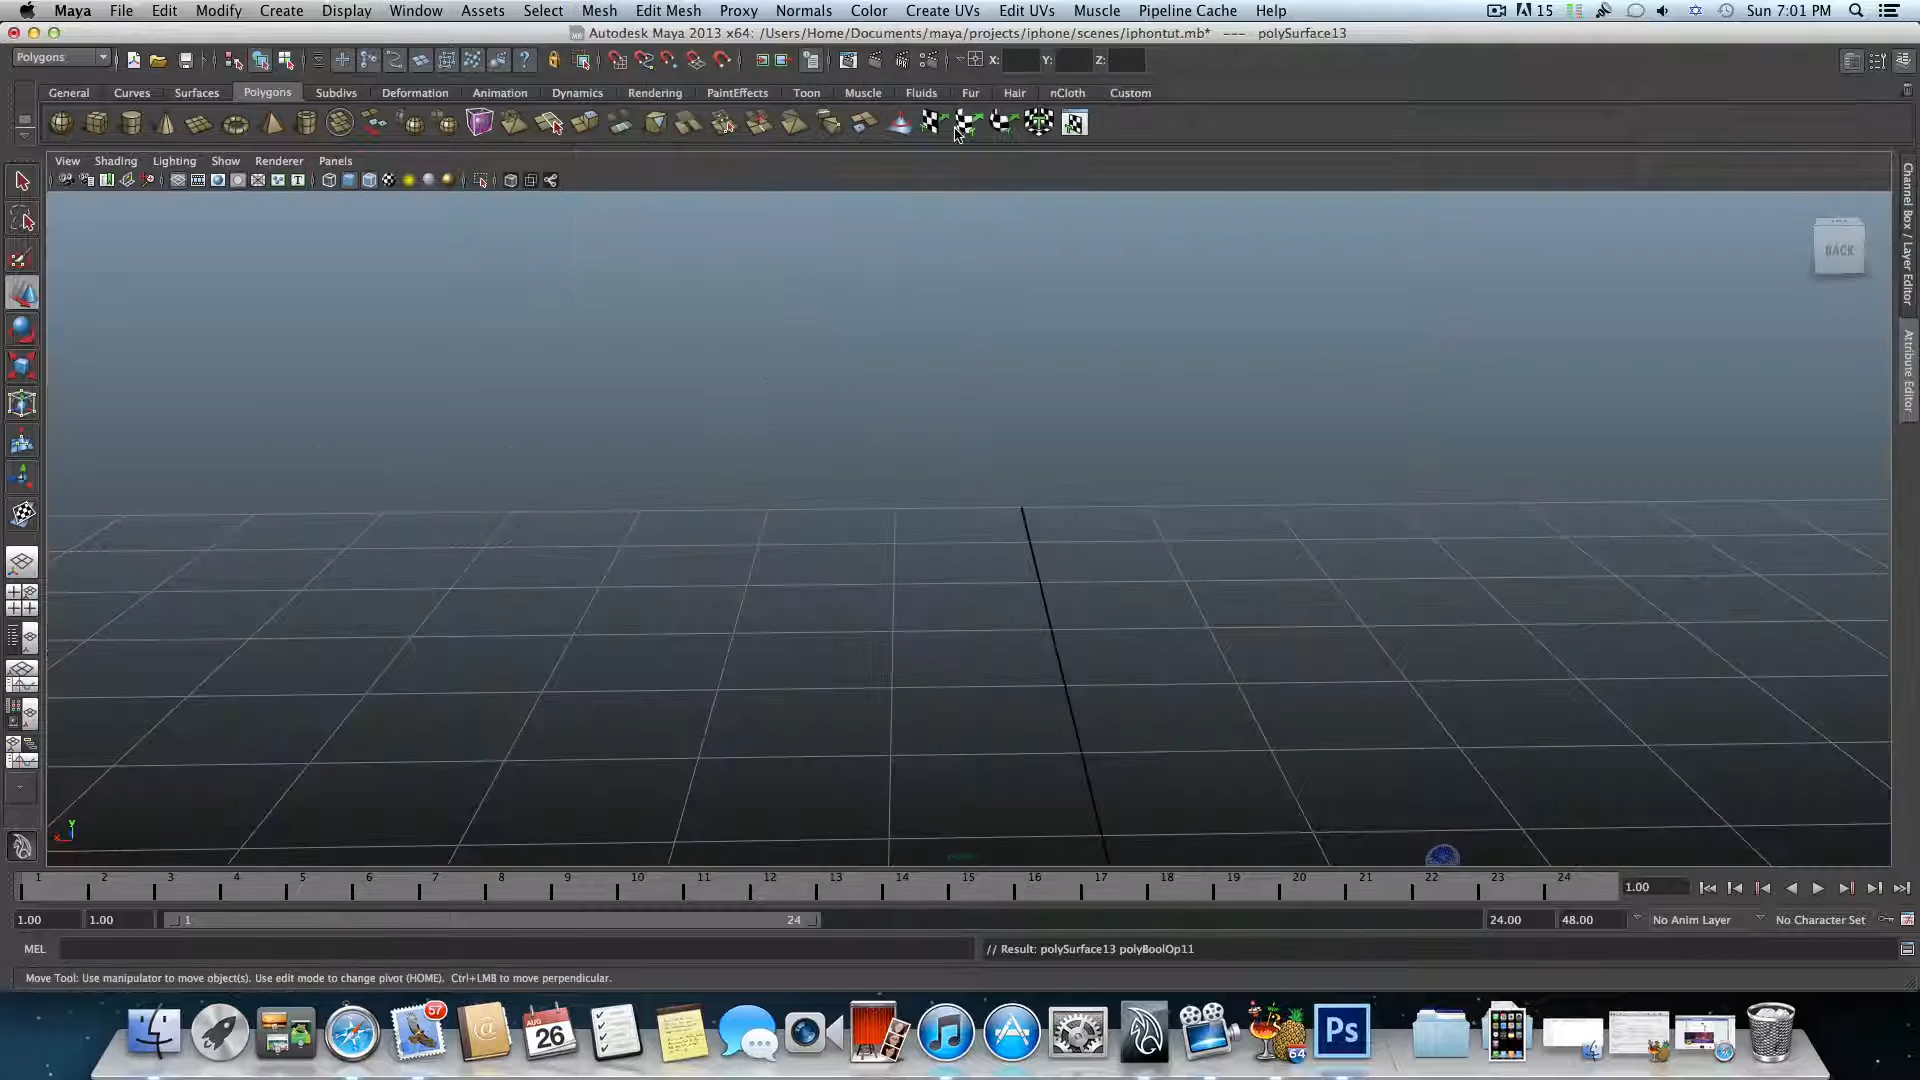 Maya File Edit Modify Create Display Window Assets Select Mesh Edit Mesh Proxy Normals Color Create UVs Edit UVs Muscle Pipeline Cache Help 15 Sun 7:01 PM
Autodesk Maya 2013 x64: /Users/Home/Documents/maya/projects/iphone/scenes/iphontut.mb* --- polySurface13
Polygons X: Y: Z:
General Curves Surfaces Polygons Subdivs Deformation Animation Dynamics Rendering PaintEffects Toon Muscle Fluids Fur Hair nCloth Custom
View Shading Lighting Show Renderer Panels
Channel Box / Layer Editor
Attribute Editor
BACK
y
x
1 2 3 4 5 6 7 8 9 10 11 12 13 14 15 16 17 18 19 20 21 22 23 24 1.00
1.00 1.00 1 24 24.00 48.00 No Anim Layer No Character Set
MEL // Result: polySurface13 polyBoolOp11
Move Tool: Use manipulator to move object(s). Use edit mode to change pivot (HOME). Ctrl+LMB to move perpendicular.
57
AUG
26
64
Ps